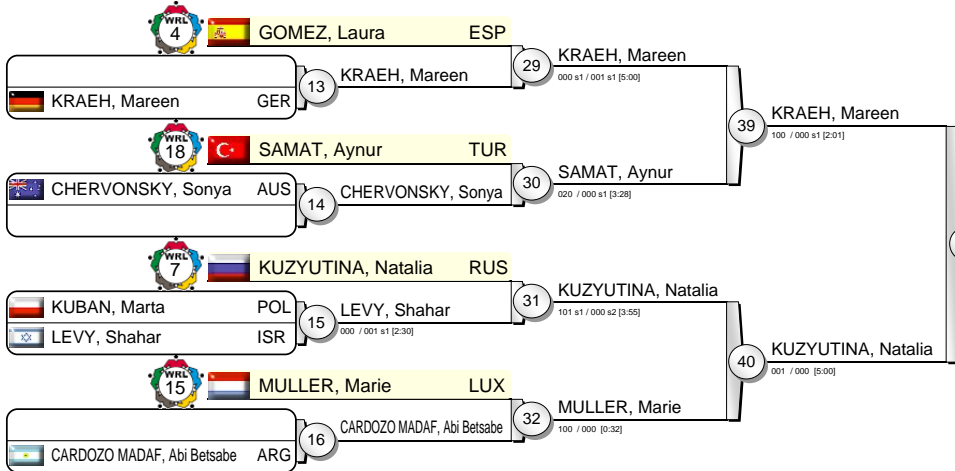 WRL
4
GOMEZ, Laura ESP
KRAEH, Mareen GER
13
KRAEH, Mareen
29
KRAEH, Mareen
000 s1 / 001 s1 [5:00]
WRL
18
SAMAT, Aynur TUR
CHERVONSKY, Sonya AUS
14
CHERVONSKY, Sonya
30
SAMAT, Aynur
020 / 000 s1 [3:28]
39
KRAEH, Mareen
100 / 000 s1 [2:01]
WRL
7
KUZYUTINA, Natalia RUS
KUBAN, Marta POL
LEVY, Shahar ISR
15
LEVY, Shahar
000 / 001 s1 [2:30]
31
KUZYUTINA, Natalia
101 s1 / 000 s2 [3:55]
WRL
15
MULLER, Marie LUX
CARDOZO MADAF, Abi Betsabe ARG
16
CARDOZO MADAF, Abi Betsabe
32
MULLER, Marie
100 / 000 [0:32]
40
KUZYUTINA, Natalia
001 / 000 [5:00]